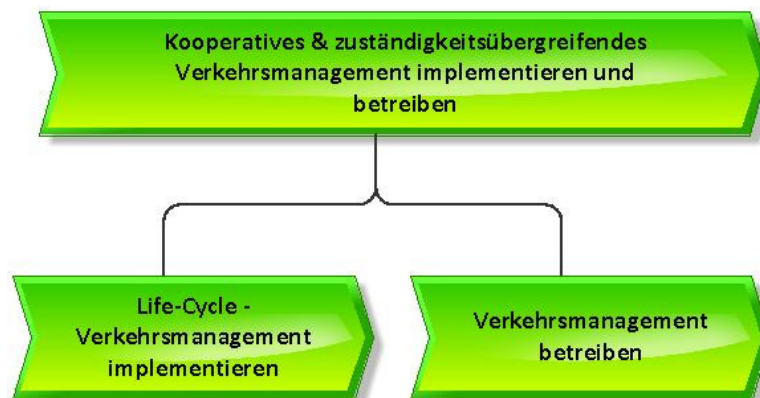 Kooperatives & zuständigkeitsübergreifendes
Verkehrsmanagement implementieren und
betreiben
Life-Cycle -
Verkehrsmanagement
implementieren
Verkehrsmanagement
betreiben